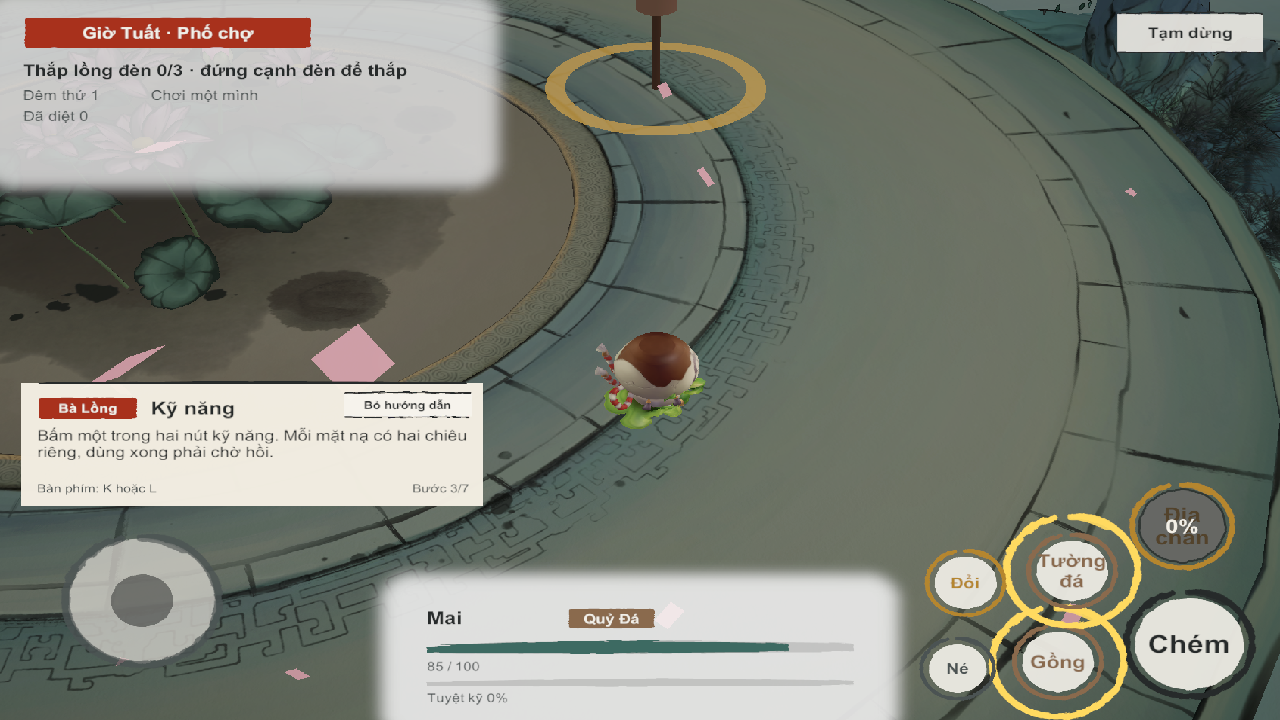 Giờ Tuất · Phố chợ
Tạm dừng
Thắp lồng đèn 0/3 · đứng cạnh đèn để thắp
Đêm thứ 1 Chơi một mình
Đã diệt 0
Bà Lồng Kỹ năng Bỏ hướng dẫn
Bấm một trong hai nút kỹ năng. Mỗi mặt nạ có hai chiêu
riêng, dùng xong phải chờ hồi.
Bàn phím: K hoặc L Bước 3/7
Địa
chấn
0%
Tường
đá
Đổi
Chém
Gồng
Né
Mai Quỷ Đá
85 / 100
Tuyệt kỹ 0%